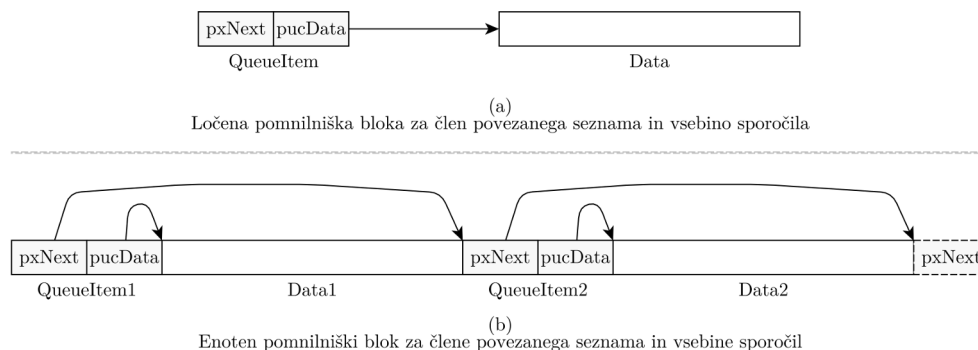 pxNext pucData
QueueItem Data
(a)
Ločena pomnilniška bloka za člen povezanega seznama in vsebino sporočila
pxNext pucData pxNext pucData pxNext
QueueItem1 Data1 QueueItem2 Data2
(b)
Enoten pomnilniški blok za člene povezanega seznama in vsebine sporočil